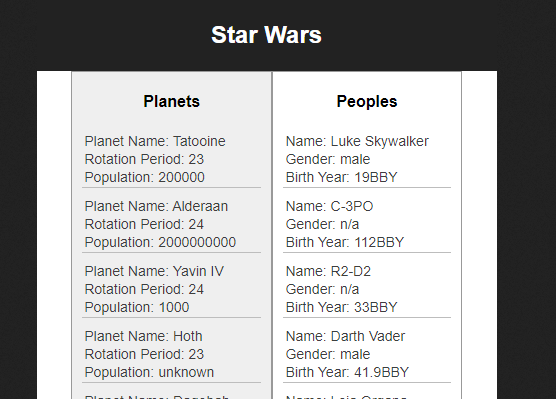 Star Wars
Planets
Planet Name: Tatooine
Rotation Period: 23
Population: 200000
Planet Name: Alderaan
Rotation Period: 24
Population: 2000000000
Planet Name: Yavin IV
Rotation Period: 24
Population: 1000
Planet Name: Hoth
Rotation Period: 23
Population: unknown
Peoples
Name: Luke Skywalker
Gender: male
Birth Year: 19BBY
Name: C-3PO
Gender: n/a
Birth Year: 112BBY
Name: R2-D2
Gender: n/a
Birth Year: 33BBY
Name: Darth Vader
Gender: male
Birth Year: 41.9BBY